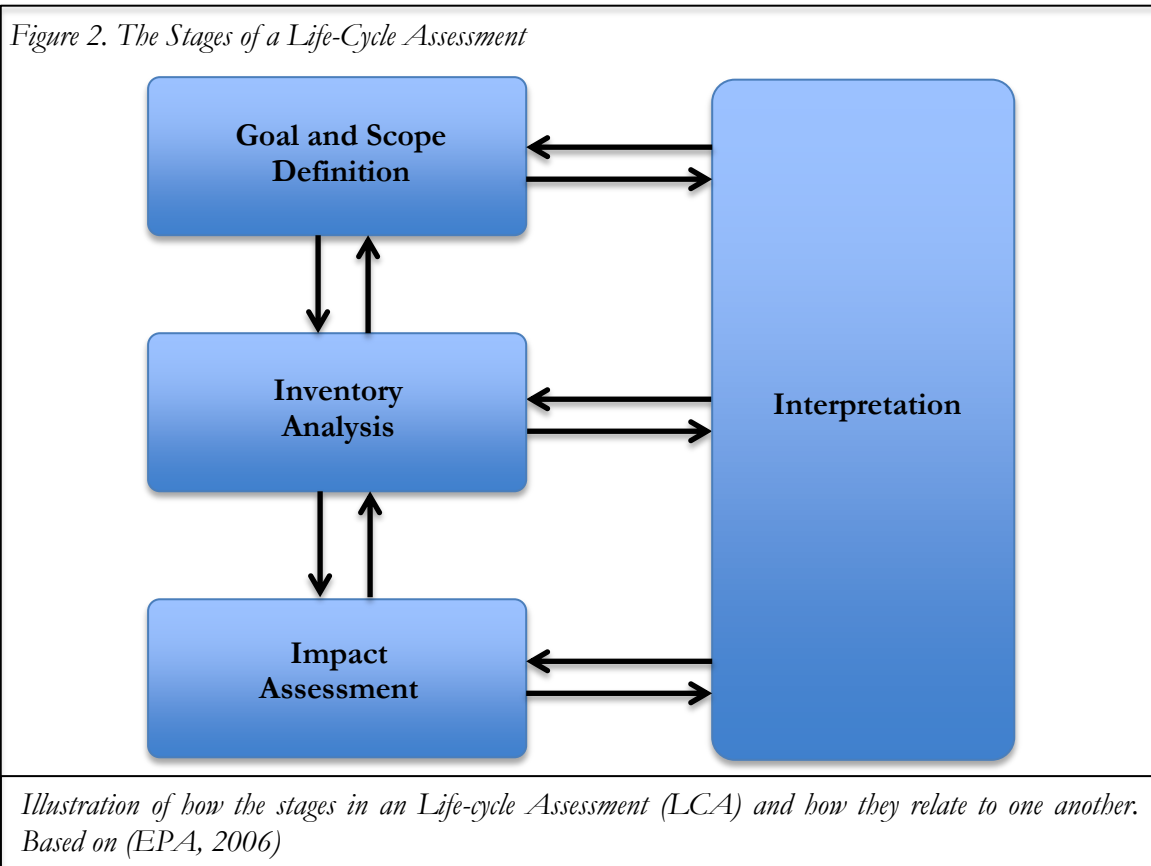 Figure 2. The Stages of a Life-Cycle Assessment
Goal and Scope
Definition
Inventory
Analysis
Interpretation
Impact
Assessment
Illustration of how the stages in an Life-cycle Assessment (LCA) and how they relate to one another.
Based on (EPA, 2006)